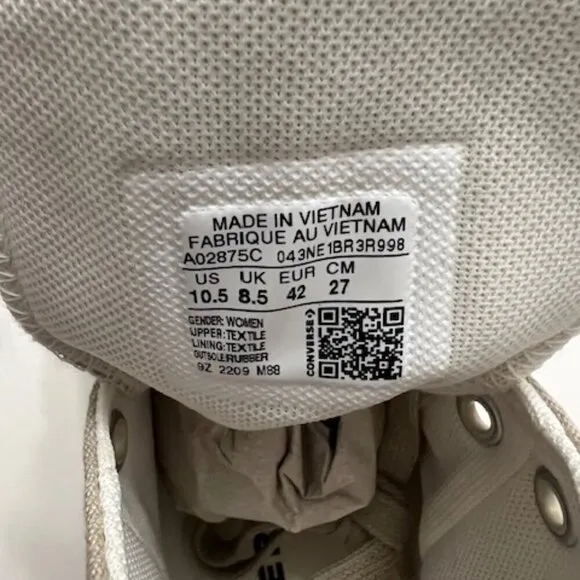 MADE IN VIETNAM
FABRIQUE AU VIETNAM
A02875C 043NE1BR3R998
US UK EUR CM
10.5 8.5 42 27
GENDER: WOMEN
UPPER: TEXTILE
LINING: TEXTILE
OUTSOLE: RUBBER
9Z 2209 M88
CONVERSE